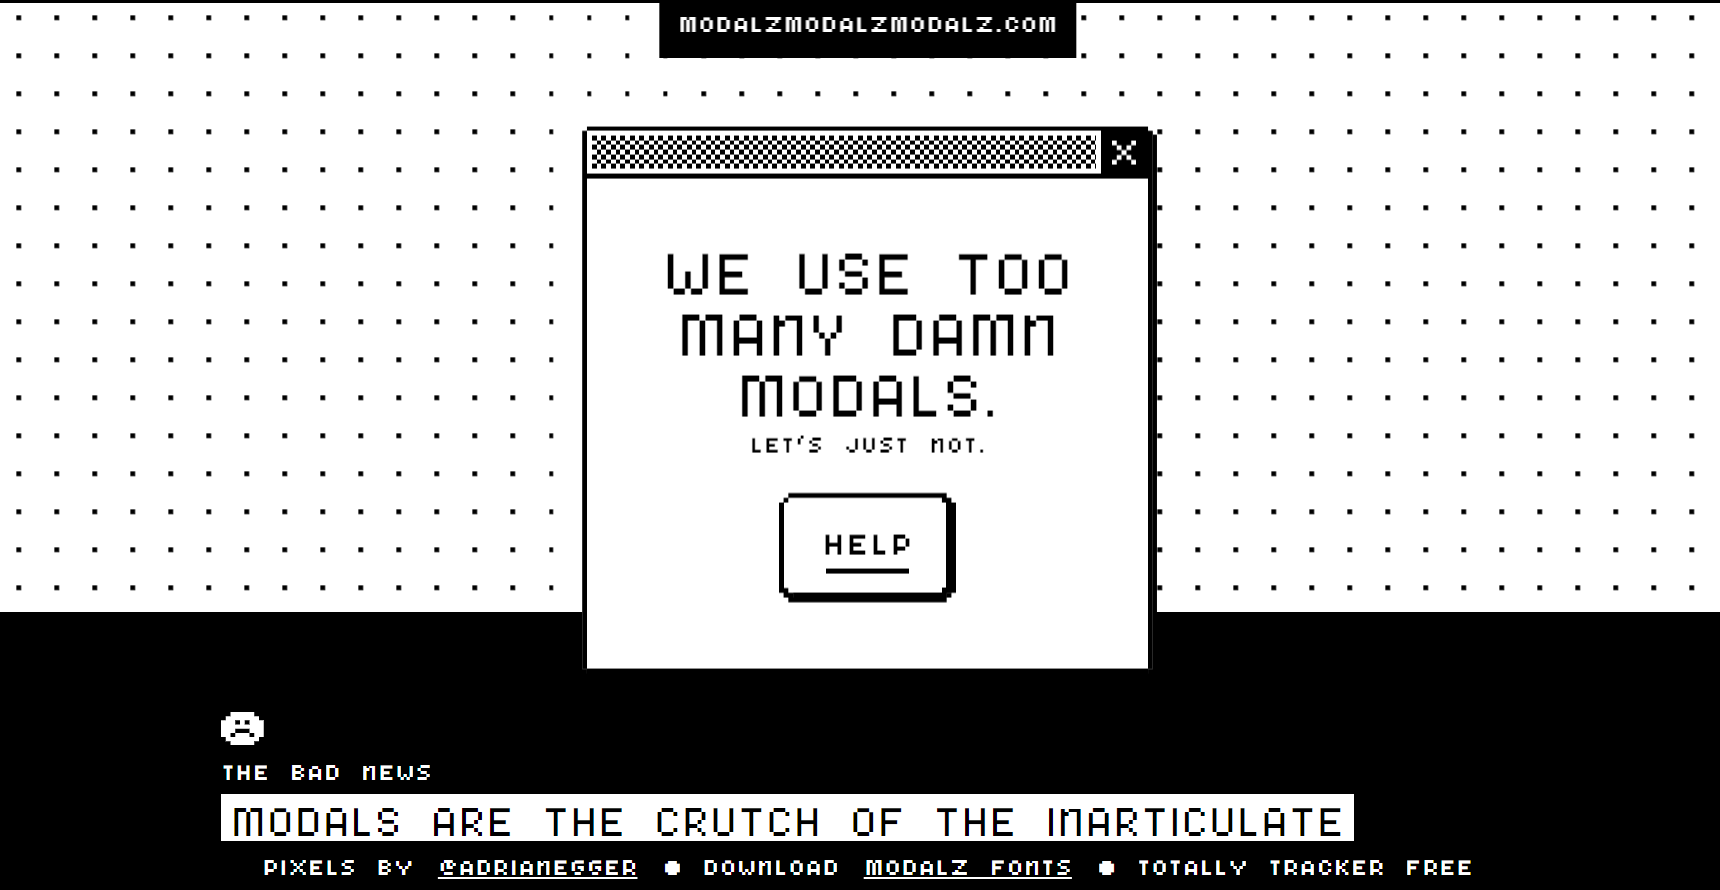 MODALZMODALZMODALZ.COM
WE USE TOO
MANY DAMN
MODALS.
LET'S JUST NOT.
HELP
THE BAD NEWS
MODALS ARE THE CRUTCH OF THE INARTICULATE
PIXELS BY @ADRIANEGGER ● DOWNLOAD MODALZ FONTS ● TOTALLY TRACKER FREE